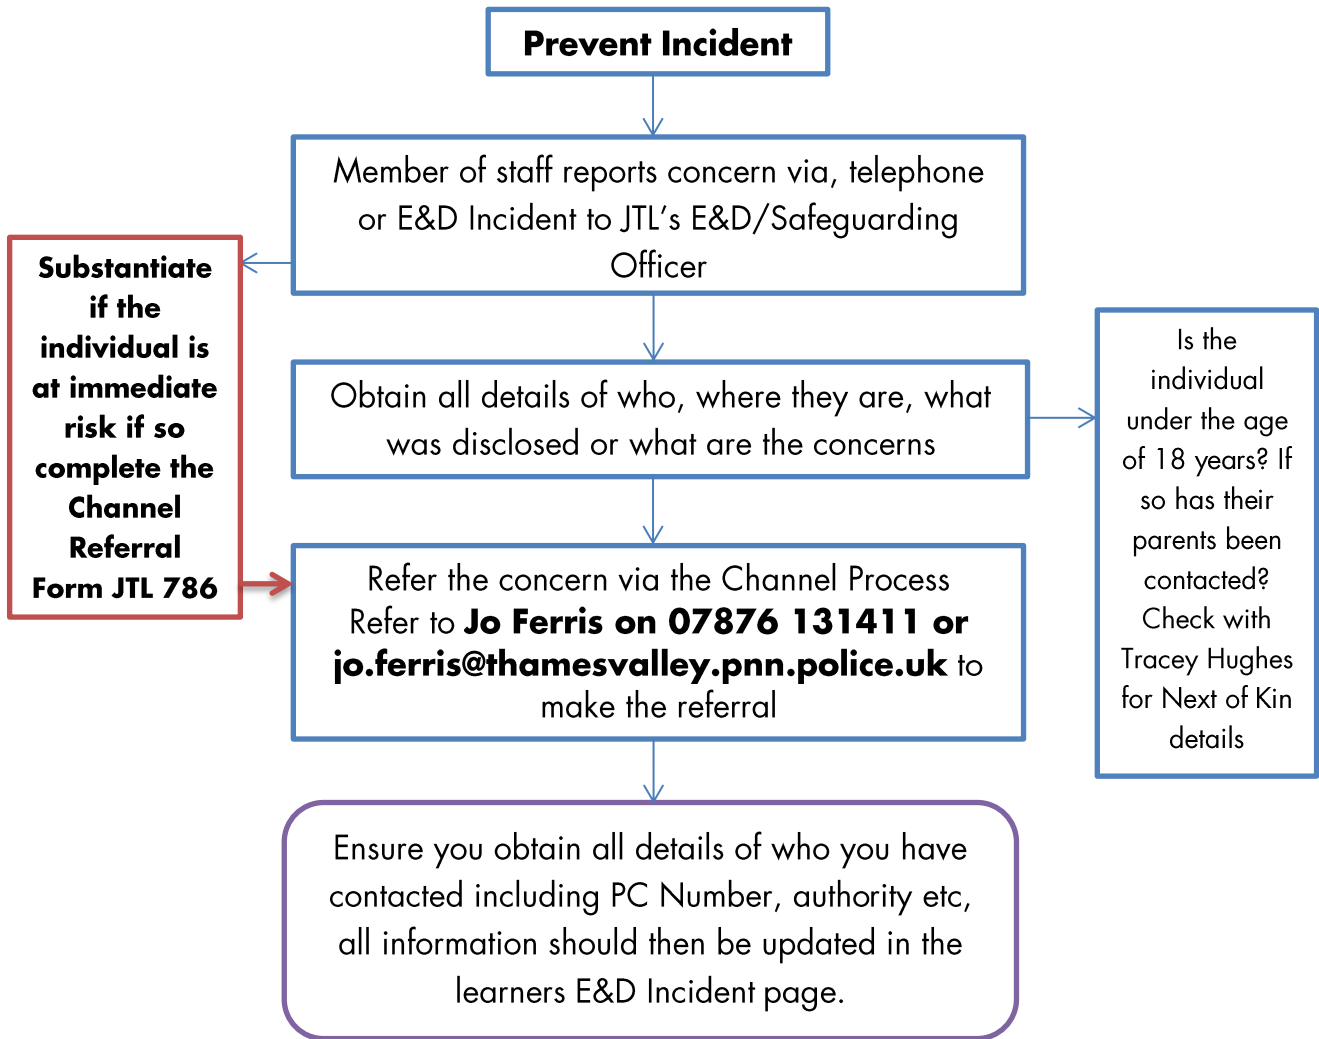 Prevent Incident
Member of staff reports concern via, telephone
or E&D Incident to JTL’s E&D/Safeguarding
Officer
Substantiate
if the
individual is
at immediate
risk if so
complete the
Channel
Referral
Form JTL 786
Obtain all details of who, where they are, what
was disclosed or what are the concerns
Is the
individual
under the age
of 18 years? If
so has their
parents been
contacted?
Check with
Tracey Hughes
for Next of Kin
details
Refer the concern via the Channel Process
Refer to Jo Ferris on 07876 131411 or
jo.ferris@thamesvalley.pnn.police.uk to
make the referral
Ensure you obtain all details of who you have
contacted including PC Number, authority etc,
all information should then be updated in the
learners E&D Incident page.